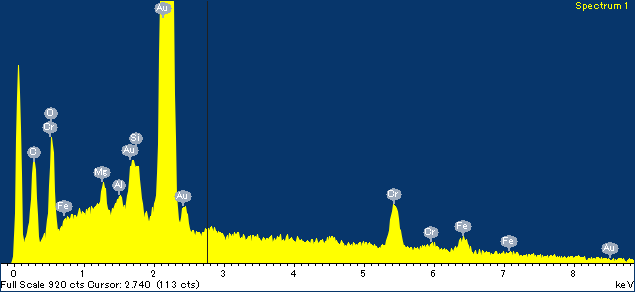 Spectrum 1
Au
O
Cr
C
Si
Au
Mg
Al
Fe
Au
Cr
Cr
Fe
Fe
Au
0 1 2 3 4 5 6 7 8
Full Scale 920 cts Cursor: 2.740 (113 cts) keV